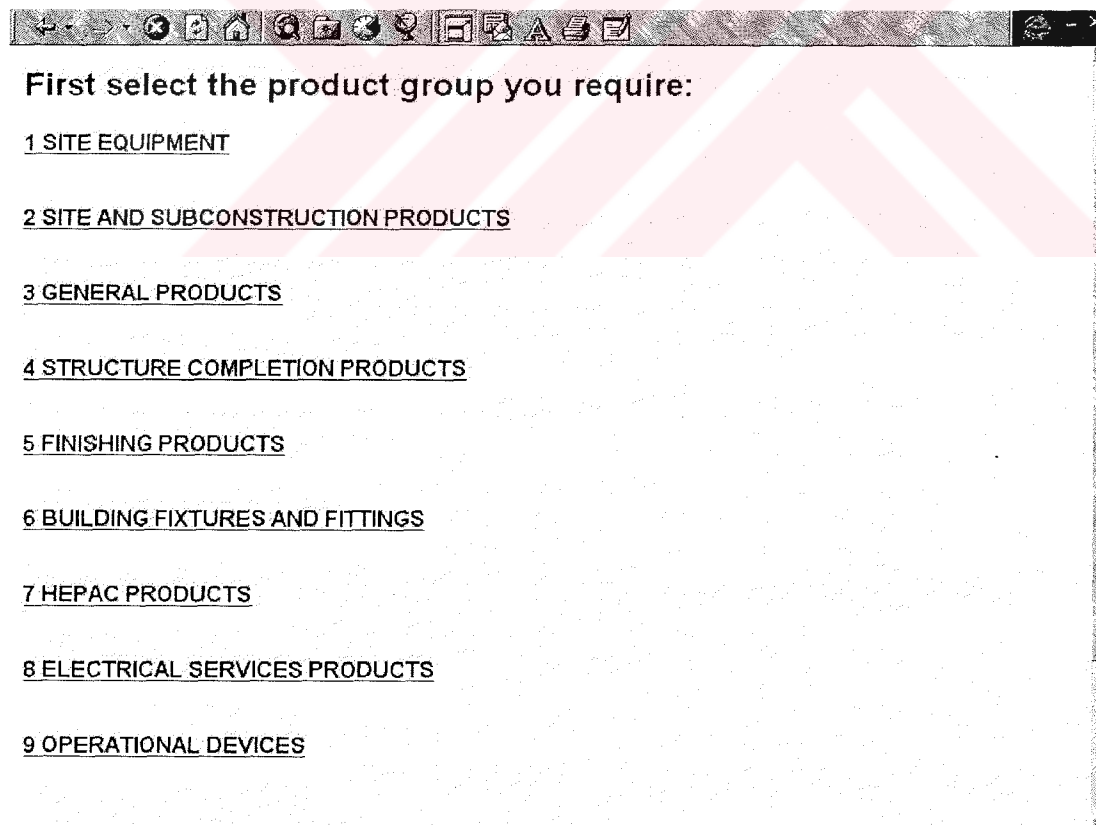 First select the product group you require:
1 SITE EQUIPMENT
2 SITE AND SUBCONSTRUCTION PRODUCTS
3 GENERAL PRODUCTS
4 STRUCTURE COMPLETION PRODUCTS
5 FINISHING PRODUCTS
6 BUILDING FIXTURES AND FITTINGS
7 HEPAC PRODUCTS
8 ELECTRICAL SERVICES PRODUCTS
9 OPERATIONAL DEVICES